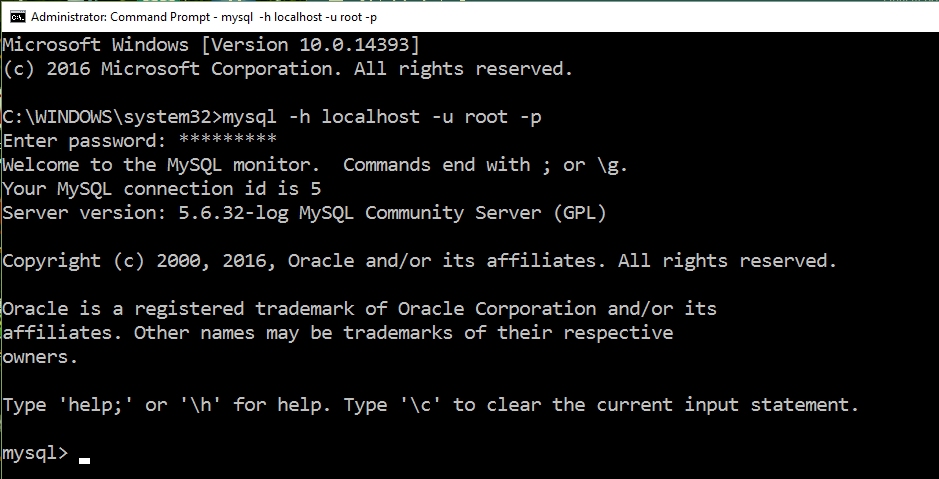 Administrator: Command Prompt - mysql -h localhost -u root -p
Microsoft Windows [Version 10.0.14393]
(c) 2016 Microsoft Corporation. All rights reserved.
C:\WINDOWS\system32>mysql -h localhost -u root -p
Enter password: *********
Welcome to the MySQL monitor.  Commands end with ; or \g.
Your MySQL connection id is 5
Server version: 5.6.32-log MySQL Community Server (GPL)
Copyright (c) 2000, 2016, Oracle and/or its affiliates. All rights reserved.
Oracle is a registered trademark of Oracle Corporation and/or its
affiliates. Other names may be trademarks of their respective
owners.
Type 'help;' or '\h' for help. Type '\c' to clear the current input statement.
mysql> _